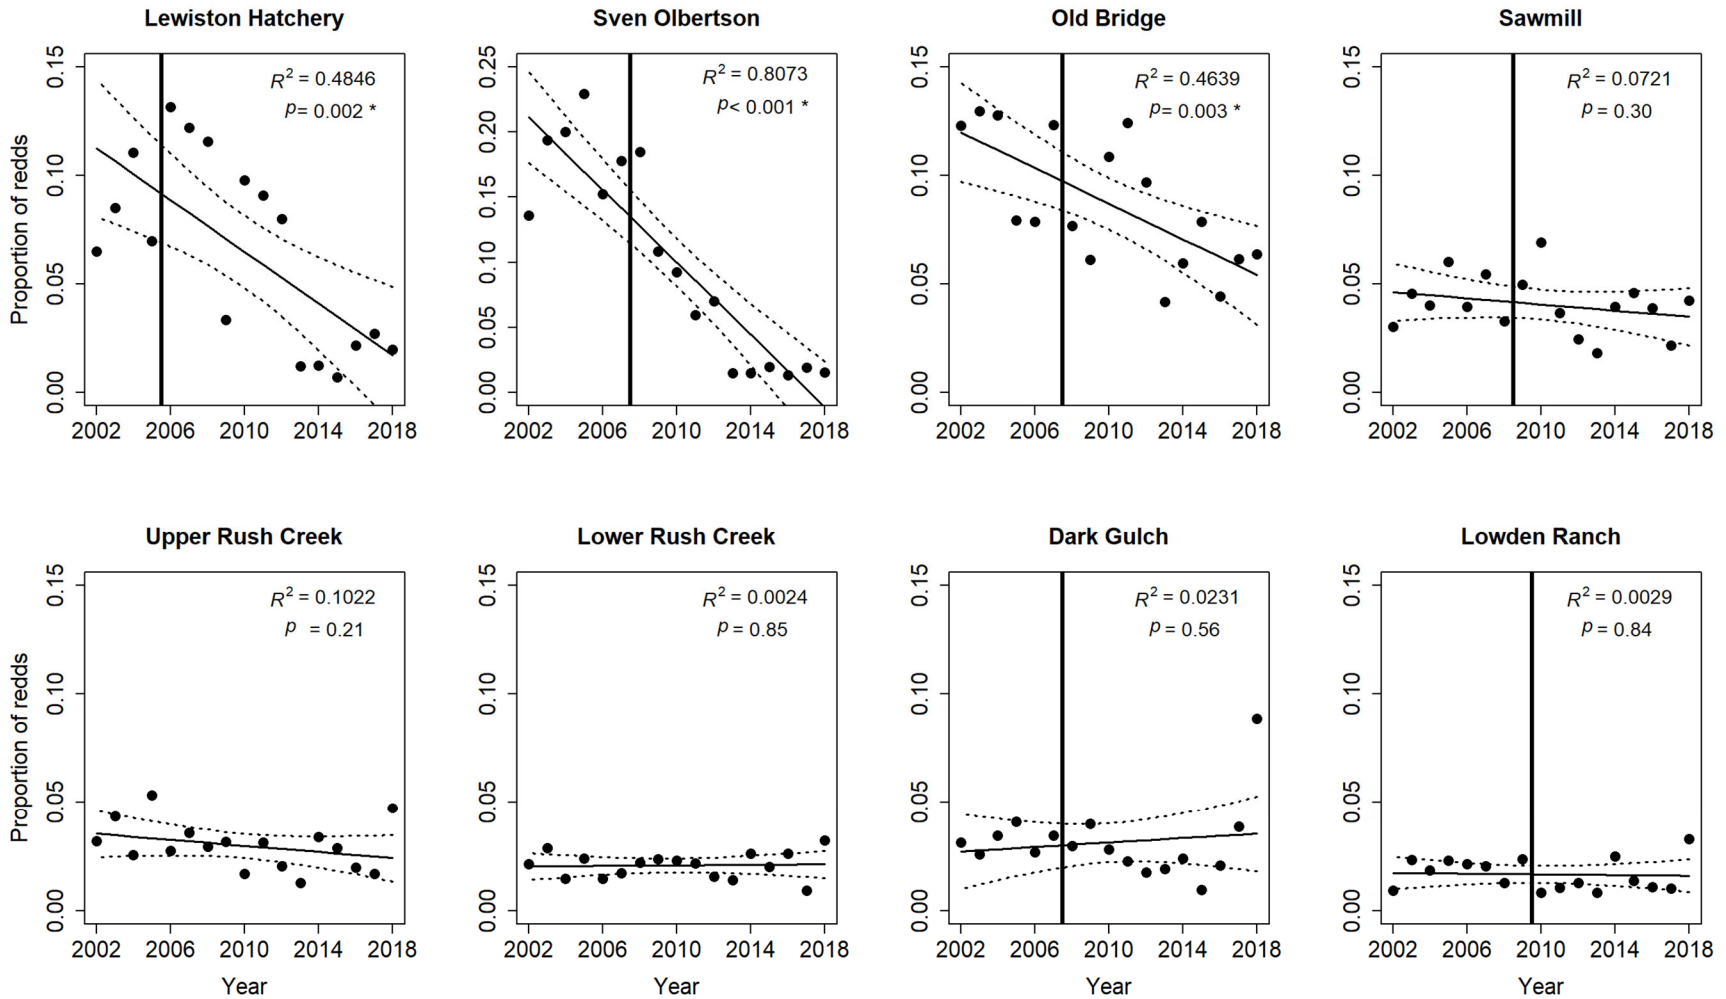 Lewiston Hatchery
Proportion of redds
0.15
0.10
0.05
0.00
R² = 0.4846
p= 0.002 *
2002 2006 2010 2014 2018
Sven Olbertson
0.25
0.20
0.15
0.10
0.05
0.00
R² = 0.8073
p< 0.001 *
2002 2006 2010 2014 2018
Old Bridge
0.15
0.10
0.05
0.00
R² = 0.4639
p= 0.003 *
2002 2006 2010 2014 2018
Sawmill
0.15
0.10
0.05
0.00
R² = 0.0721
p = 0.30
2002 2006 2010 2014 2018
Upper Rush Creek
Proportion of redds
0.15
0.10
0.05
0.00
R² = 0.1022
p = 0.21
2002 2006 2010 2014 2018
Year
Lower Rush Creek
0.15
0.10
0.05
0.00
R² = 0.0024
p = 0.85
2002 2006 2010 2014 2018
Year
Dark Gulch
0.15
0.10
0.05
0.00
R² = 0.0231
p = 0.56
2002 2006 2010 2014 2018
Year
Lowden Ranch
0.15
0.10
0.05
0.00
R² = 0.0029
p = 0.84
2002 2006 2010 2014 2018
Year